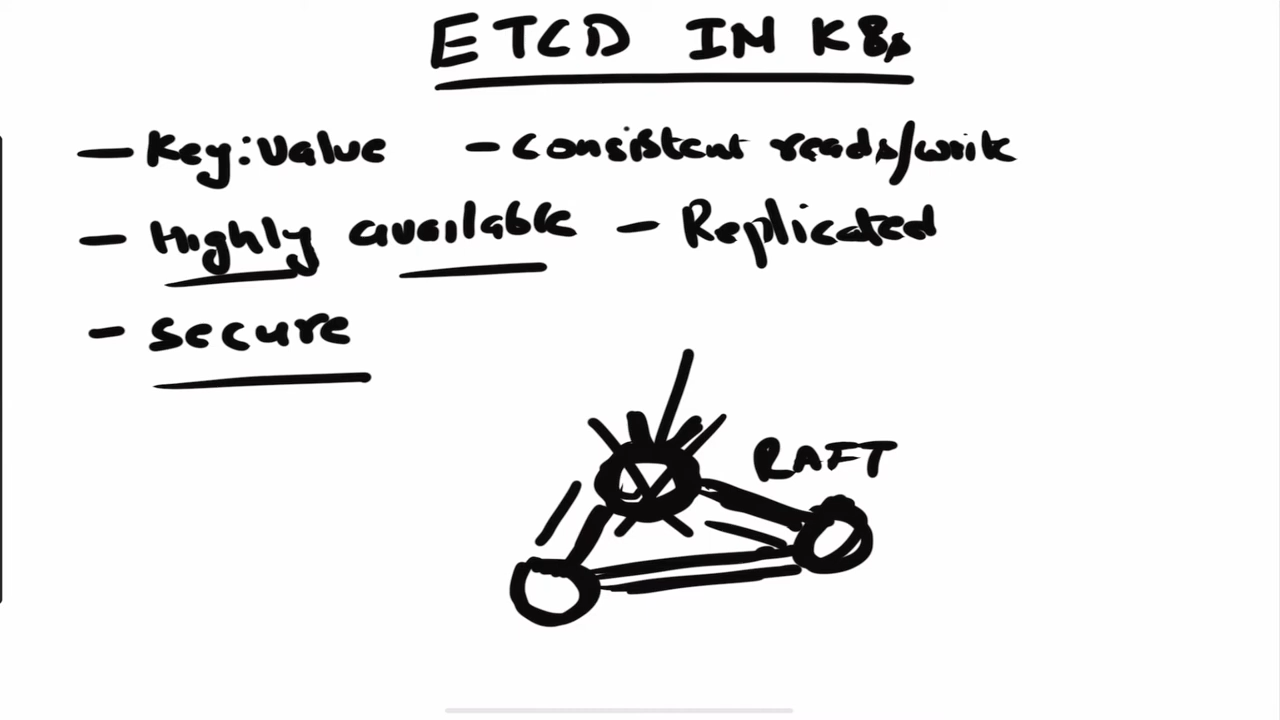 ETCD IN K8s
- Key:Value - consistent reads/write
- Highly available - Replicated
- Secure
RAFT